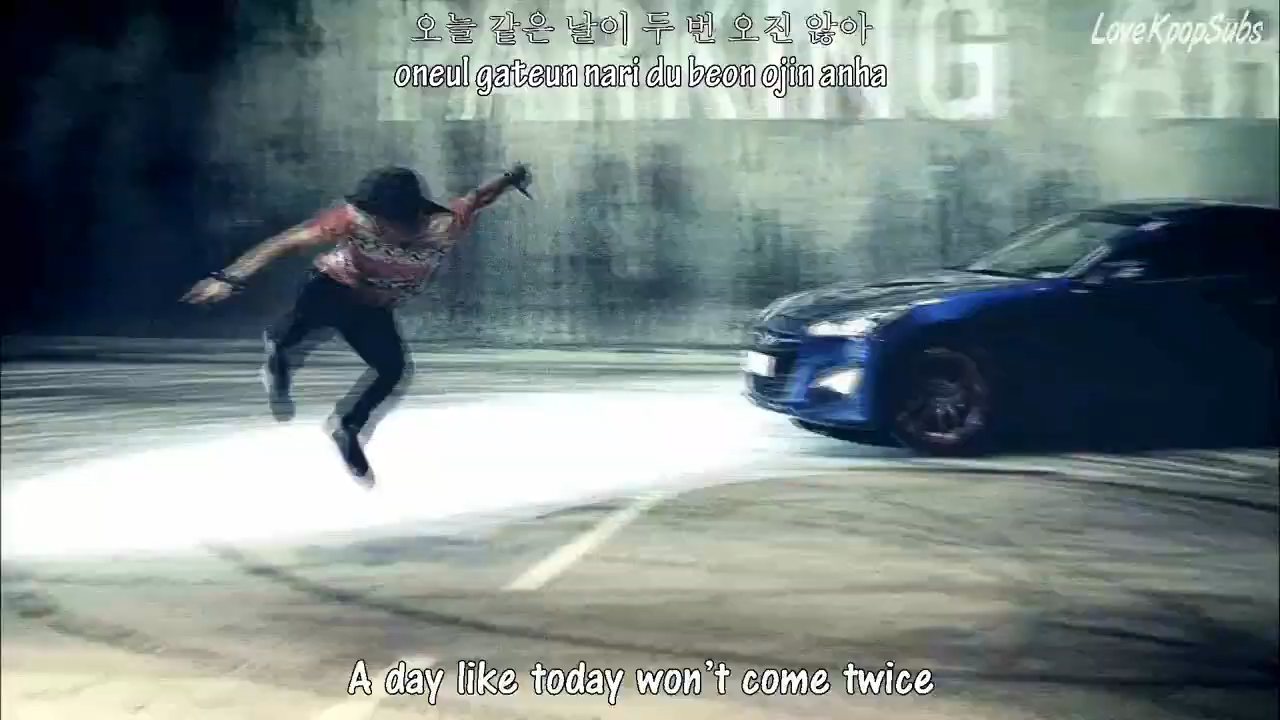 오늘 같은 날이 두 번 오진 않아
LoveKpopSubs
oneul gateun nari du beon ojin anha
PARKING
A day like today won't come twice